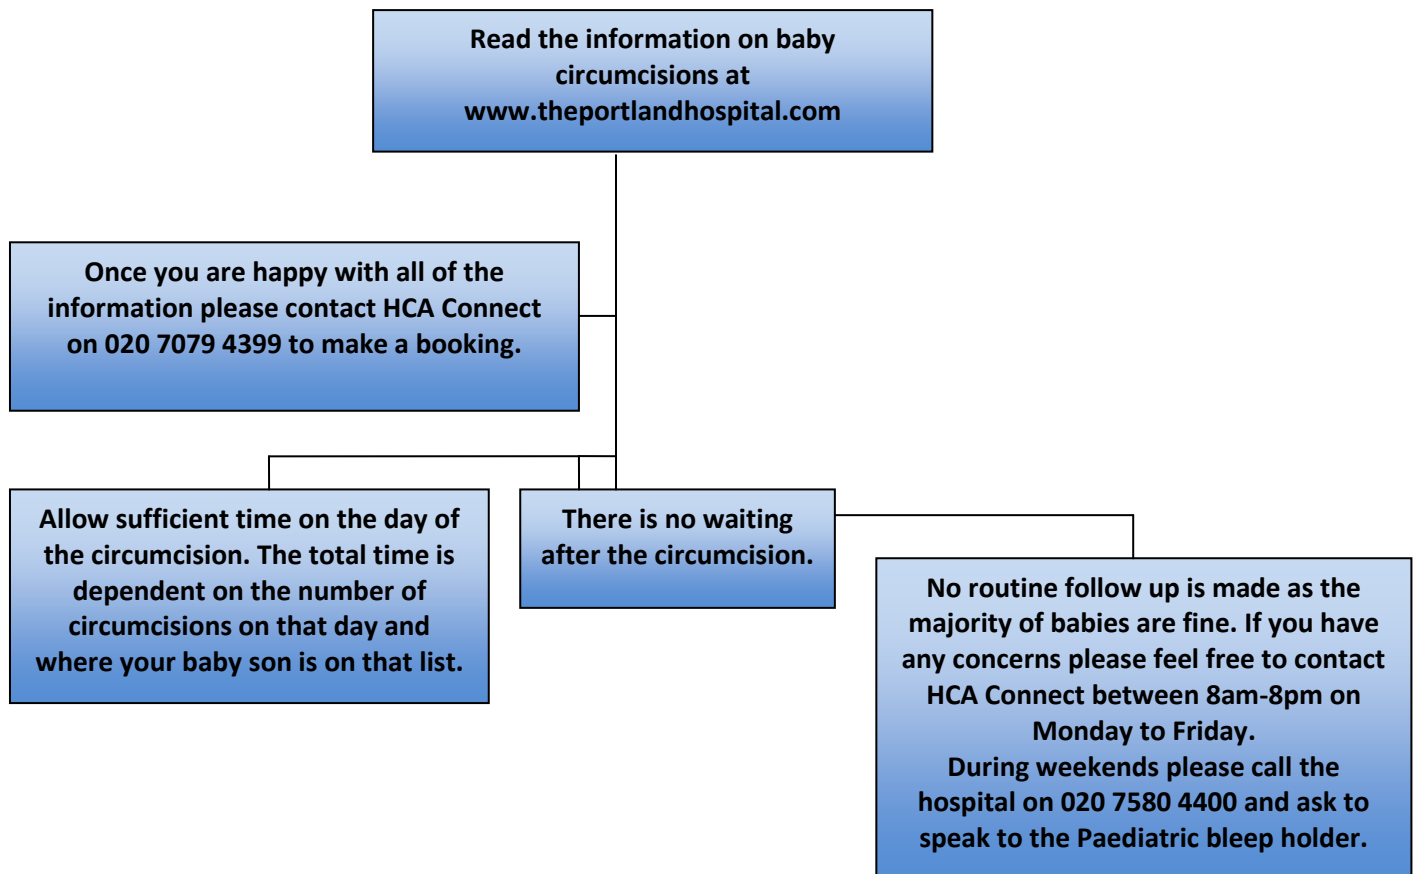 Read the information on baby
circumcisions at
www.theportlandhospital.com
Once you are happy with all of the
information please contact HCA Connect
on 020 7079 4399 to make a booking.
Allow sufficient time on the day of
the circumcision. The total time is
dependent on the number of
circumcisions on that day and
where your baby son is on that list.
There is no waiting
after the circumcision.
No routine follow up is made as the
majority of babies are fine. If you have
any concerns please feel free to contact
HCA Connect between 8am-8pm on
Monday to Friday.
During weekends please call the
hospital on 020 7580 4400 and ask to
speak to the Paediatric bleep holder.